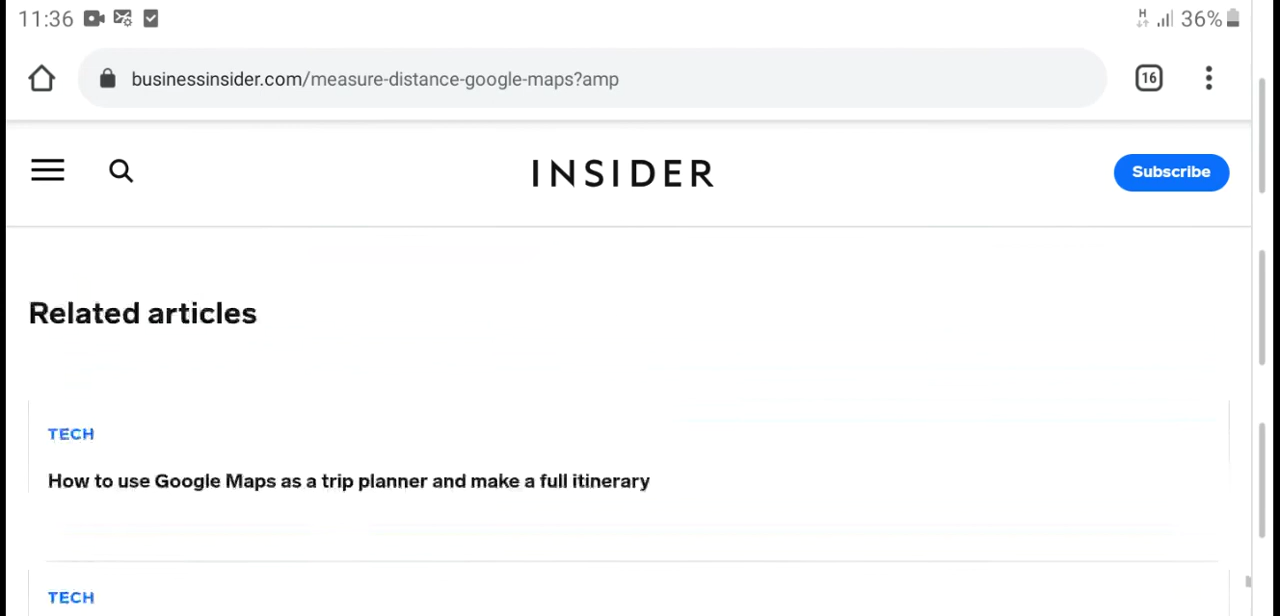 11:36
H 36%
businessinsider.com/measure-distance-google-maps?amp
16
INSIDER
Subscribe
Related articles
TECH
How to use Google Maps as a trip planner and make a full itinerary
TECH